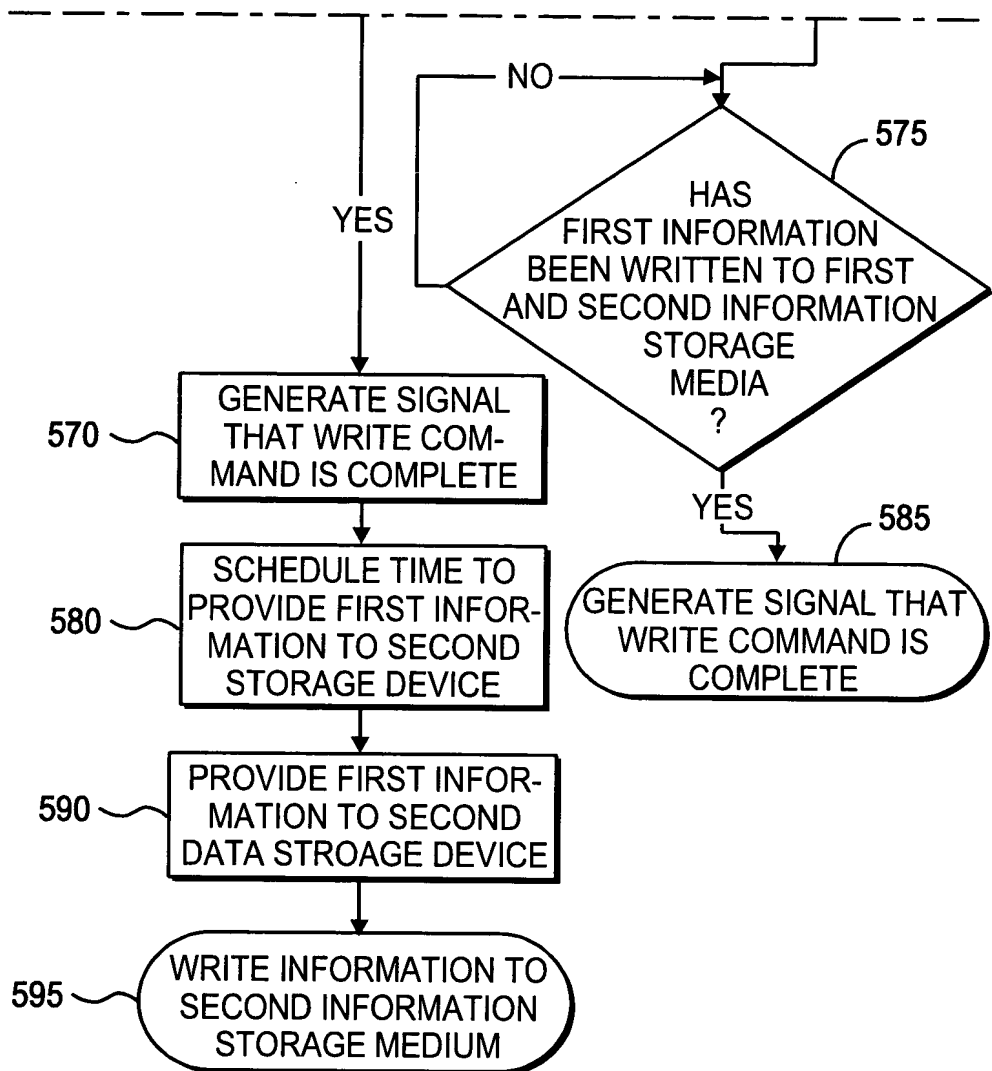 NO
575
YES
HAS
FIRST INFORMATION
BEEN WRITTEN TO FIRST
AND SECOND INFORMATION
STORAGE
MEDIA
?
570
GENERATE SIGNAL
THAT WRITE COM-
MAND IS COMPLETE
YES
585
GENERATE SIGNAL THAT
WRITE COMMAND IS
COMPLETE
580
SCHEDULE TIME TO
PROVIDE FIRST INFOR-
MATION TO SECOND
STORAGE DEVICE
590
PROVIDE FIRST INFOR-
MATION TO SECOND
DATA STROAGE DEVICE
595
WRITE INFORMATION TO
SECOND INFORMATION
STORAGE MEDIUM